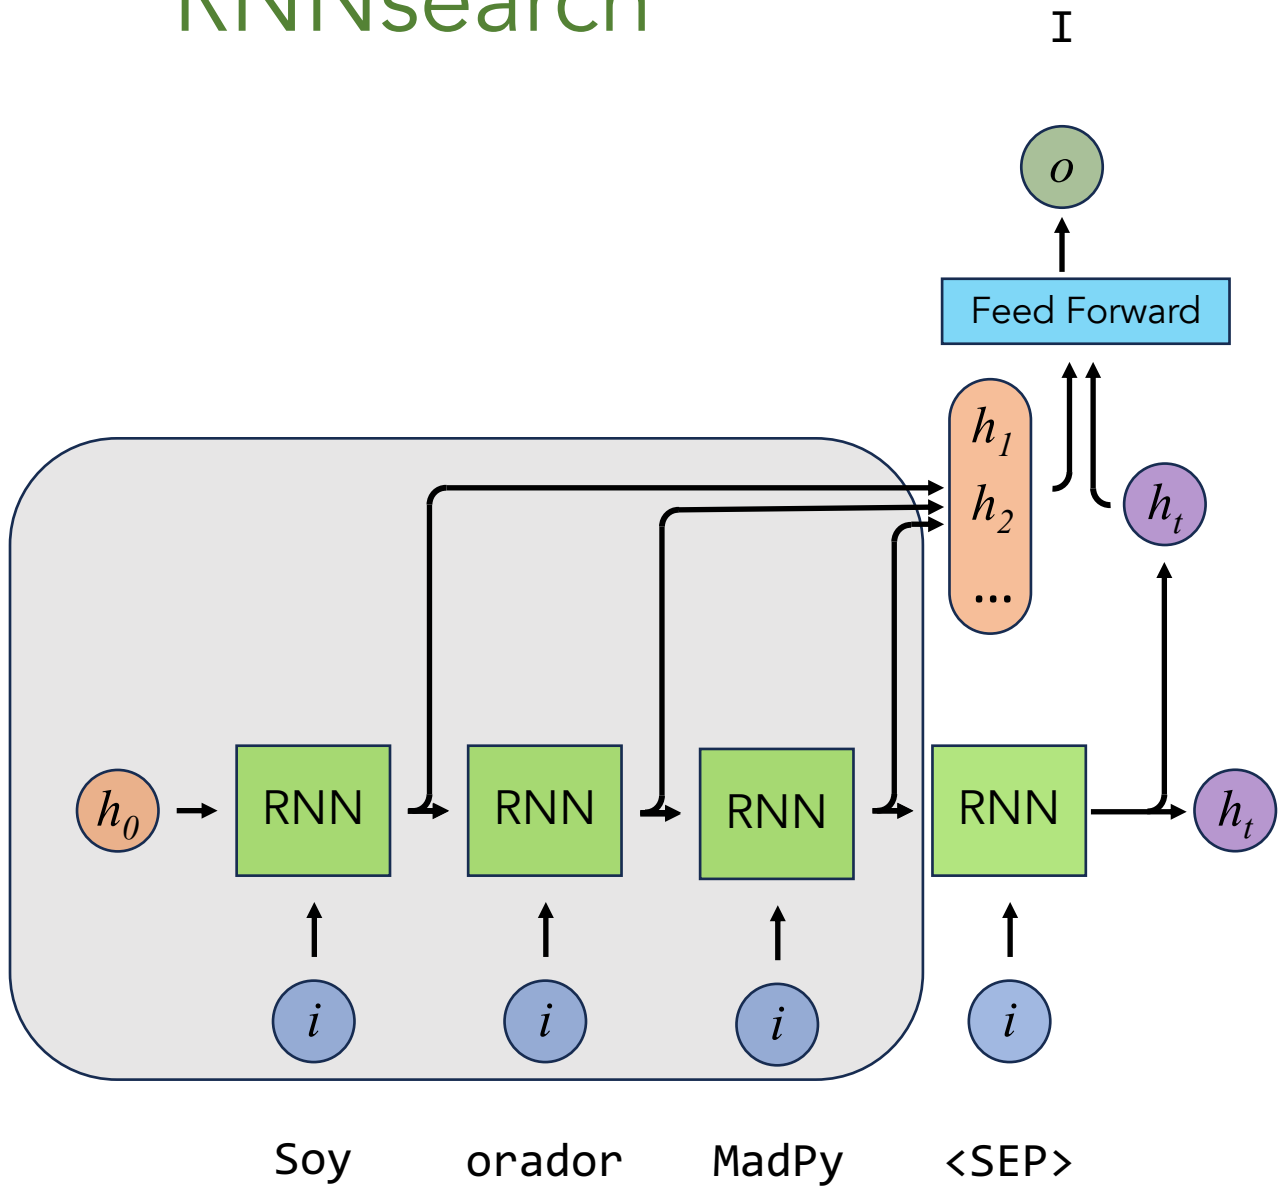 RNNsearch
I
o
Feed Forward
h1
h2
...
ht
h0
RNN
RNN
RNN
RNN
ht
i
i
i
i
Soy
orador
MadPy
<SEP>